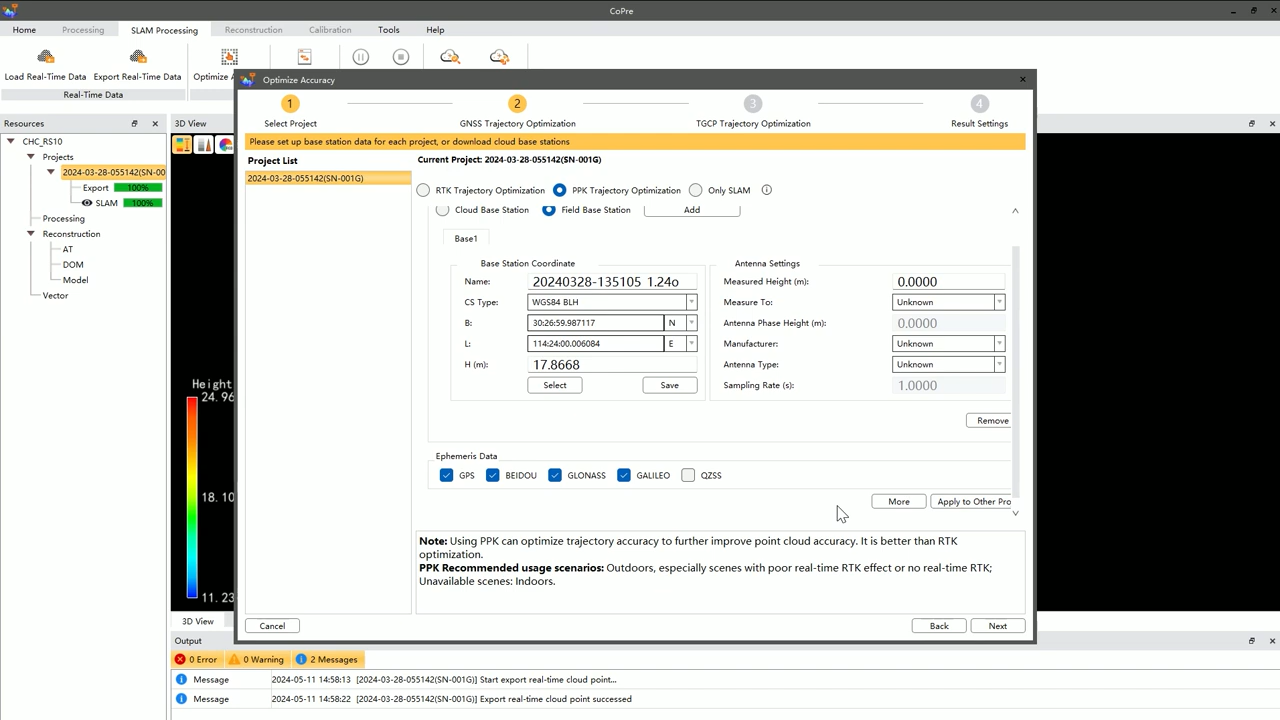 CoPre
Home Processing SLAM Processing Reconstruction Calibration Tools Help
Load Real-Time Data Export Real-Time Data Optimize A
Real-Time Data
Optimize Accuracy
1 2 3 4
Select Project GNSS Trajectory Optimization TGCP Trajectory Optimization Result Settings
Please set up base station data for each project, or download cloud base stations
Resources
CHC_RS10
Projects
2024-03-28-055142(SN-00
Export 100%
SLAM 100%
Processing
Reconstruction
AT
DOM
Model
Vector
3D View
Height
24.96
18.10
11.23
3D View
Project List
2024-03-28-055142(SN-001G)
Current Project: 2024-03-28-055142(SN-001G)
RTK Trajectory Optimization PPK Trajectory Optimization Only SLAM
Cloud Base Station Field Base Station Add
Base1
Base Station Coordinate
Name: 20240328-135105 1.24o
CS Type: WGS84 BLH
B: 30:26:59.987117 N
L: 114:24:00.006084 E
H (m): 17.8668
Select Save
Antenna Settings
Measured Height (m): 0.0000
Measure To: Unknown
Antenna Phase Height (m): 0.0000
Manufacturer: Unknown
Antenna Type: Unknown
Sampling Rate (s): 1.0000
Remove
Ephemeris Data
GPS BEIDOU GLONASS GALILEO QZSS
More Apply to Other Pro
Note: Using PPK can optimize trajectory accuracy to further improve point cloud accuracy. It is better than RTK
optimization.
PPK Recommended usage scenarios: Outdoors, especially scenes with poor real-time RTK effect or no real-time RTK;
Unavailable scenes: Indoors.
Cancel Back Next
Output
0 Error 0 Warning 2 Messages
Message 2024-05-11 14:58:13 [2024-03-28-055142(SN-001G)] Start export real-time cloud point...
Message 2024-05-11 14:58:22 [2024-03-28-055142(SN-001G)] Export real-time cloud point successed